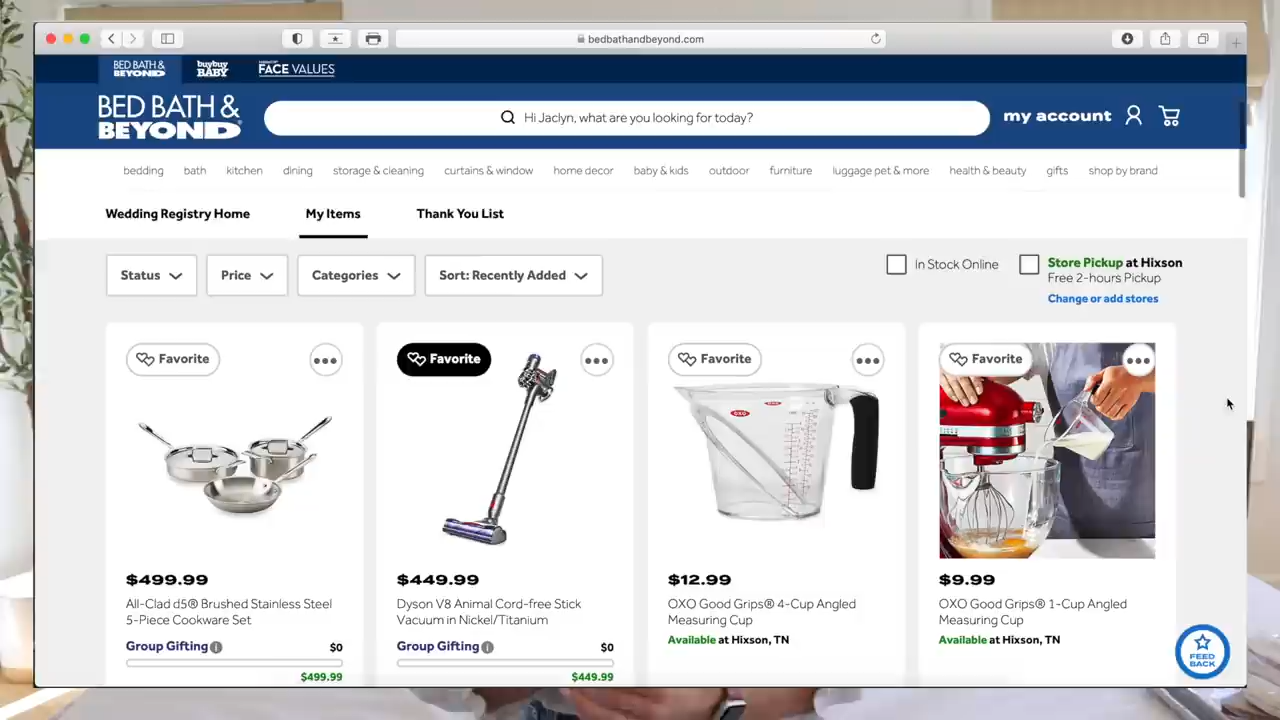 bedbathandbeyond.com
BED BATH &
BEYOND
buybuy
BABY
FACE VALUES
BED BATH &
BEYOND
Hi Jaclyn, what are you looking for today?
my account
bedding bath kitchen dining storage & cleaning curtains & window home decor baby & kids outdoor furniture luggage pet & more health & beauty gifts shop by brand
Wedding Registry Home My Items Thank You List
Status Price Categories Sort: Recently Added
In Stock Online
Store Pickup at Hixson
Free 2-hours Pickup
Change or add stores
Favorite Favorite Favorite Favorite
OXO OXO
$499.99
All-Clad d5® Brushed Stainless Steel
5-Piece Cookware Set
Group Gifting $0
$499.99
$449.99
Dyson V8 Animal Cord-free Stick
Vacuum in Nickel/Titanium
Group Gifting $0
$449.99
$12.99
OXO Good Grips® 4-Cup Angled
Measuring Cup
Available at Hixson, TN
$9.99
OXO Good Grips® 1-Cup Angled
Measuring Cup
Available at Hixson, TN
FEED
BACK